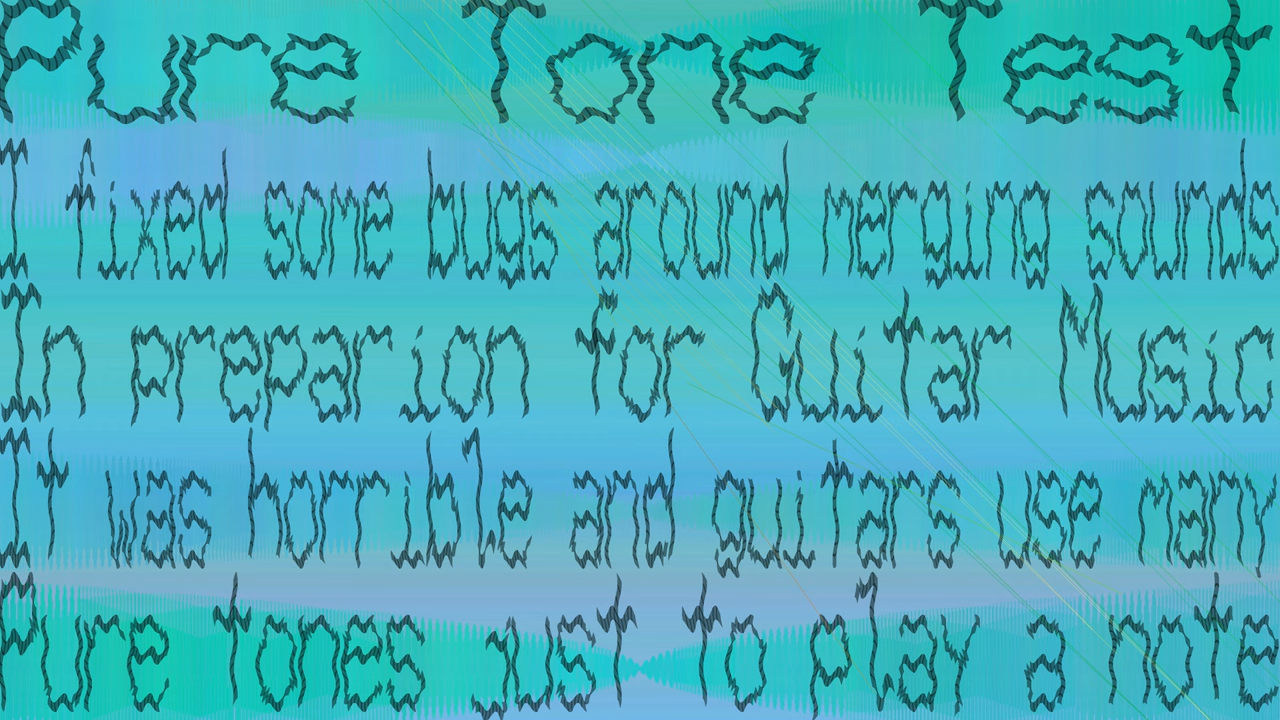 Pure Tone Test
I fixed some bugs around merging sounds
In preparion for Guitar Music
It was horrible and guitars use many
Pure tones just to play a note